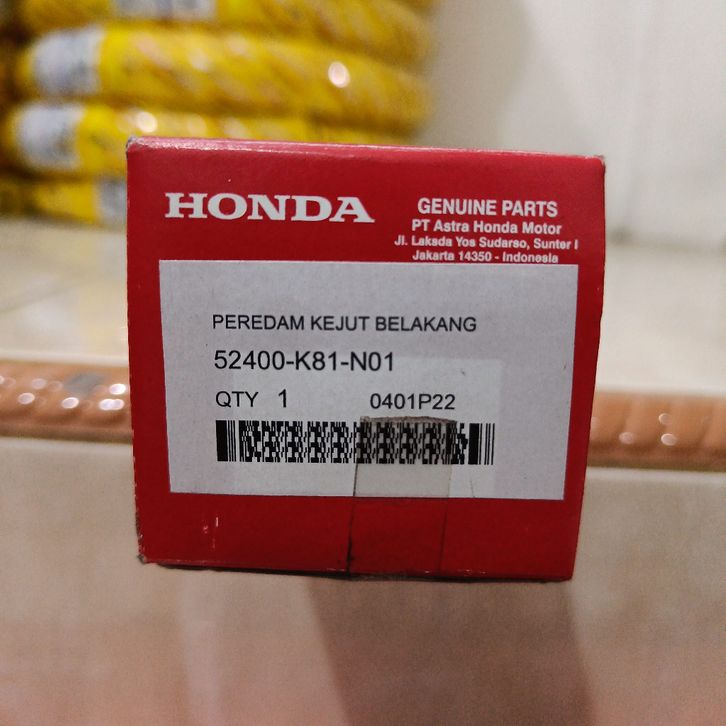 HONDA
GENUINE PARTS
PT Astra Honda Motor
Jl. Laksda Yos Sudarso, Sunter I
Jakarta 14350 - Indonesia
PEREDAM KEJUT BELAKANG
52400-K81-N01
QTY 1 0401P22